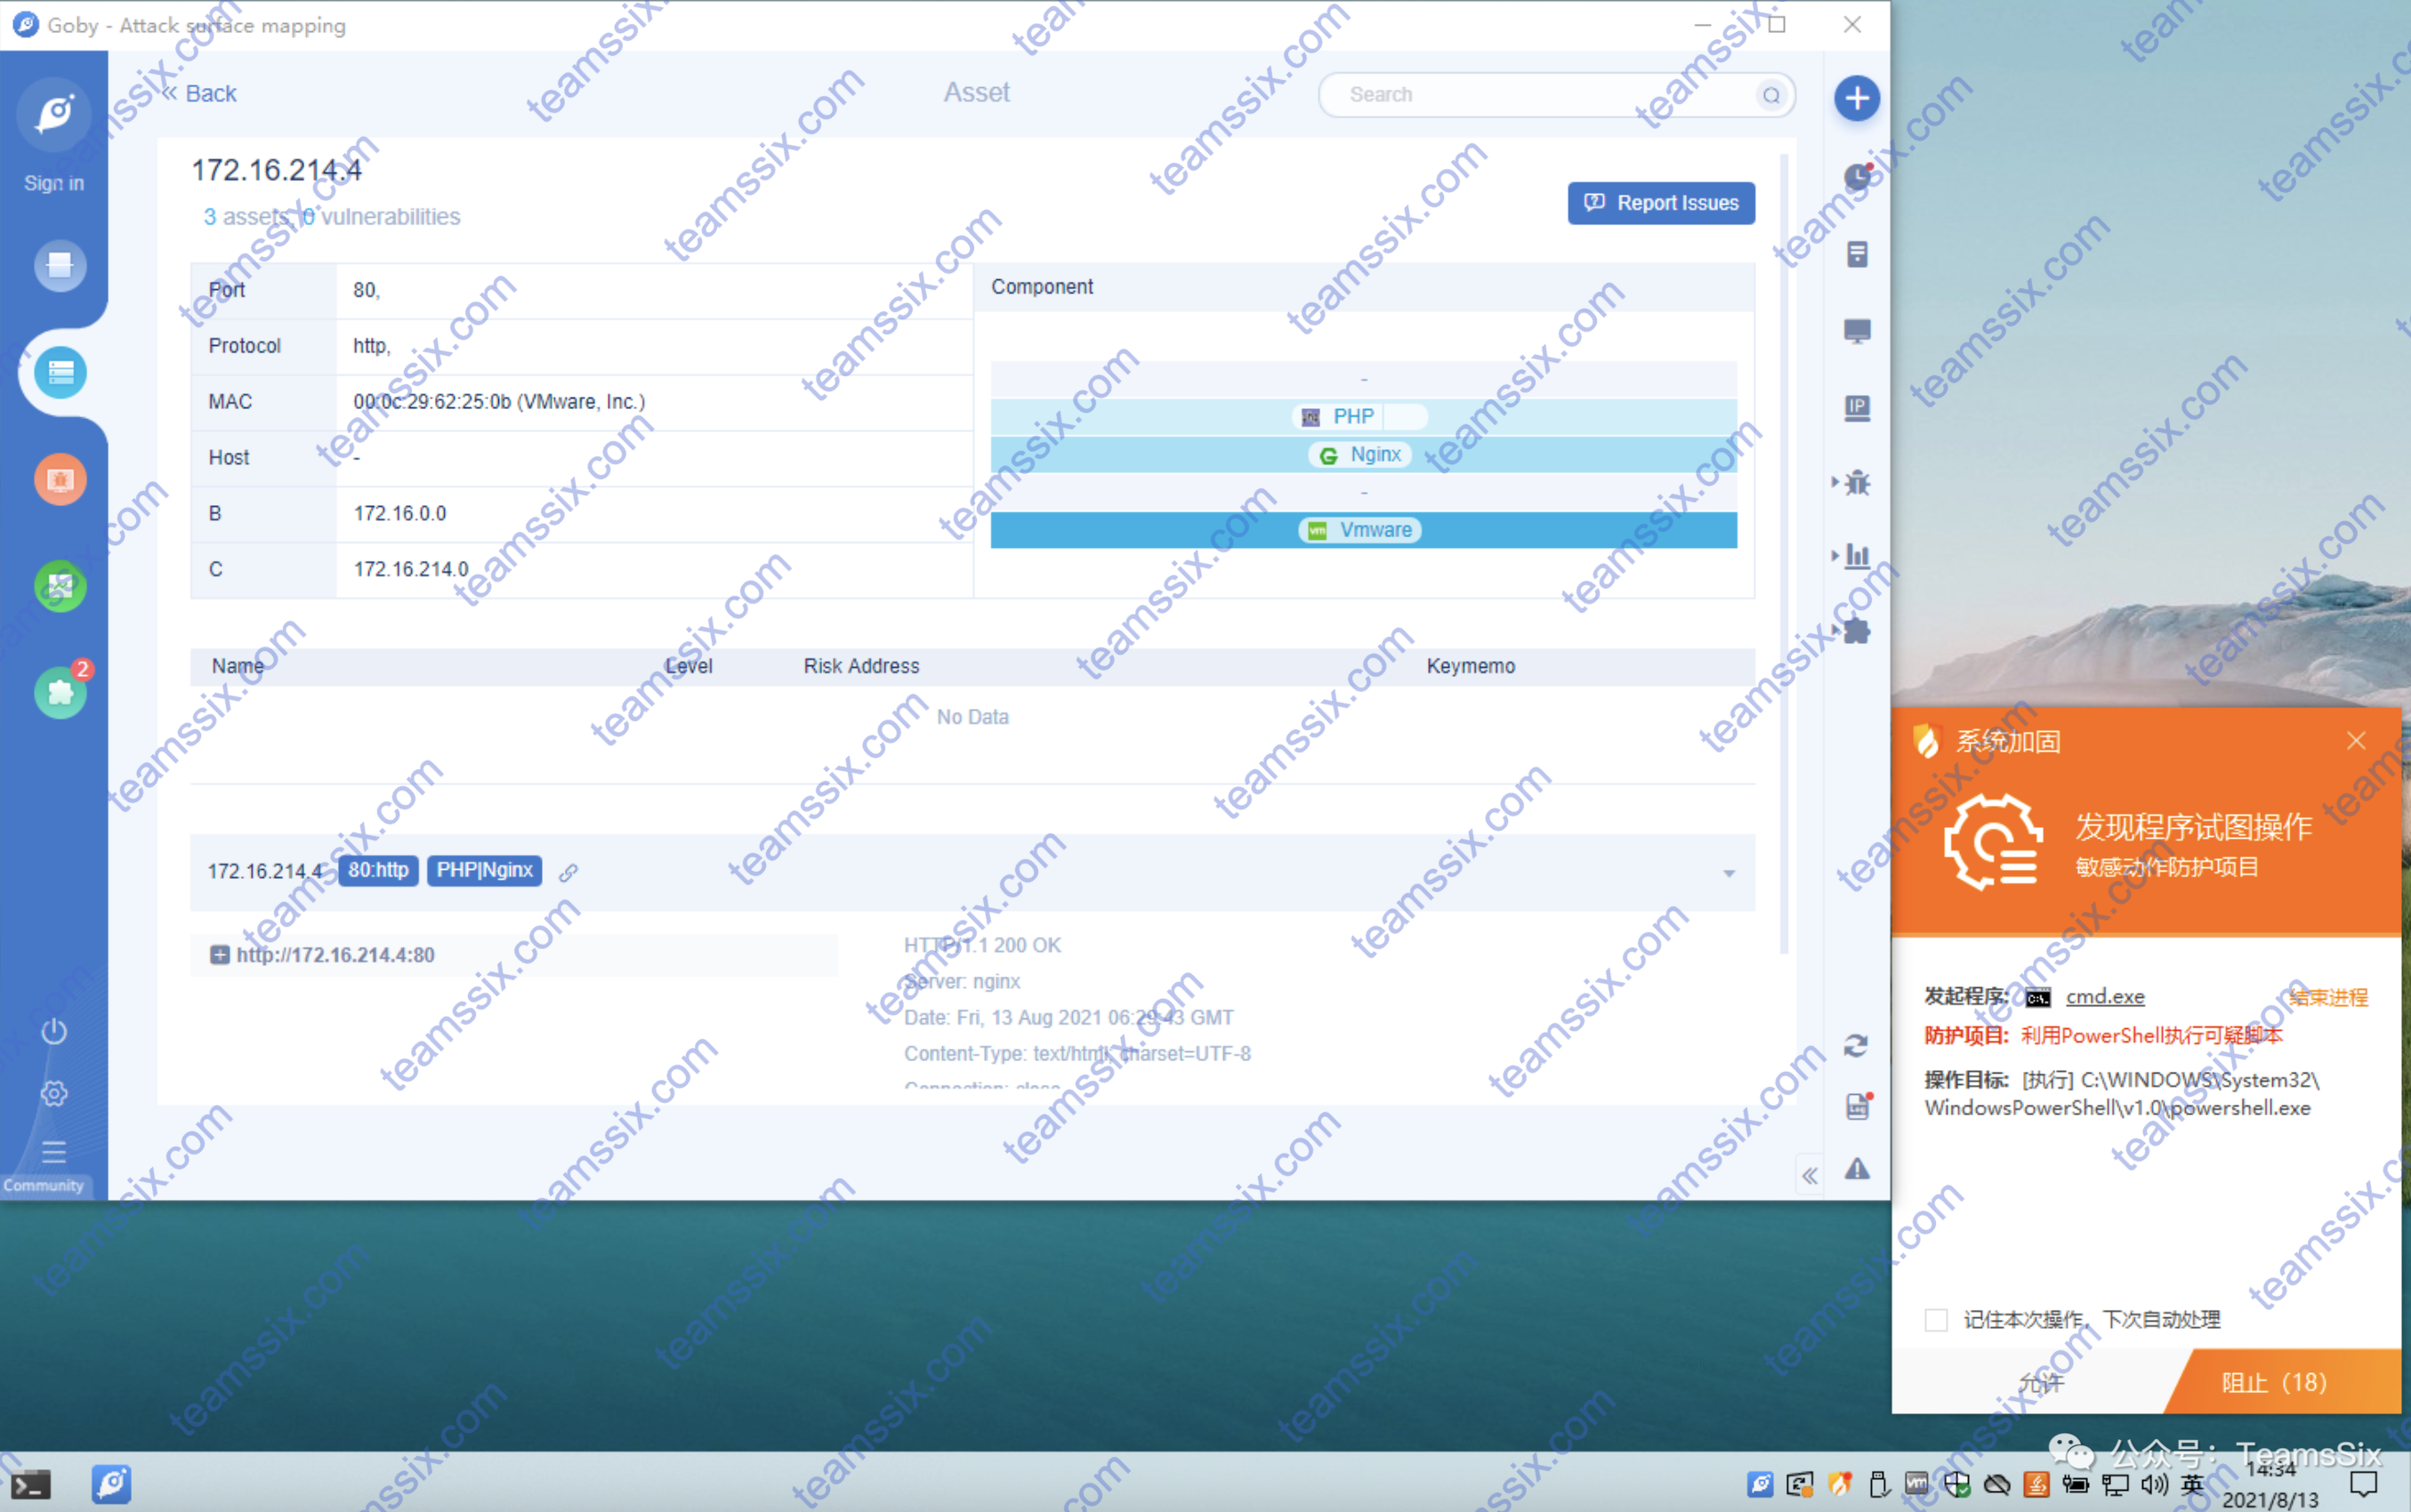 Goby - Attack surface mapping
Sign in
« Back
Asset
Search
172.16.214.4
3 assets, 0 vulnerabilities
Report Issues
Port 80,
Protocol http,
MAC 00:0c:29:62:25:0b (VMware, Inc.)
Host -
B 172.16.0.0
C 172.16.214.0
Component
-
PHP
Nginx
-
vm Vmware
IP
2
Name Level Risk Address Keymemo
No Data
172.16.214.4 80:http PHP|Nginx
http://172.16.214.4:80
HTTP/1.1 200 OK
Server: nginx
Date: Fri, 13 Aug 2021 06:29:43 GMT
Content-Type: text/html; charset=UTF-8
Connection: close
Community
系统加固
发现程序试图操作
敏感动作防护项目
发起程序: cmd.exe 结束进程
防护项目: 利用PowerShell执行可疑脚本
操作目标: [执行] C:\WINDOWS\System32\
WindowsPowerShell\v1.0\powershell.exe
记住本次操作，下次自动处理
允许
阻止（18）
公众号: TeamsSix
英
14:34
2021/8/13
teamssix.com